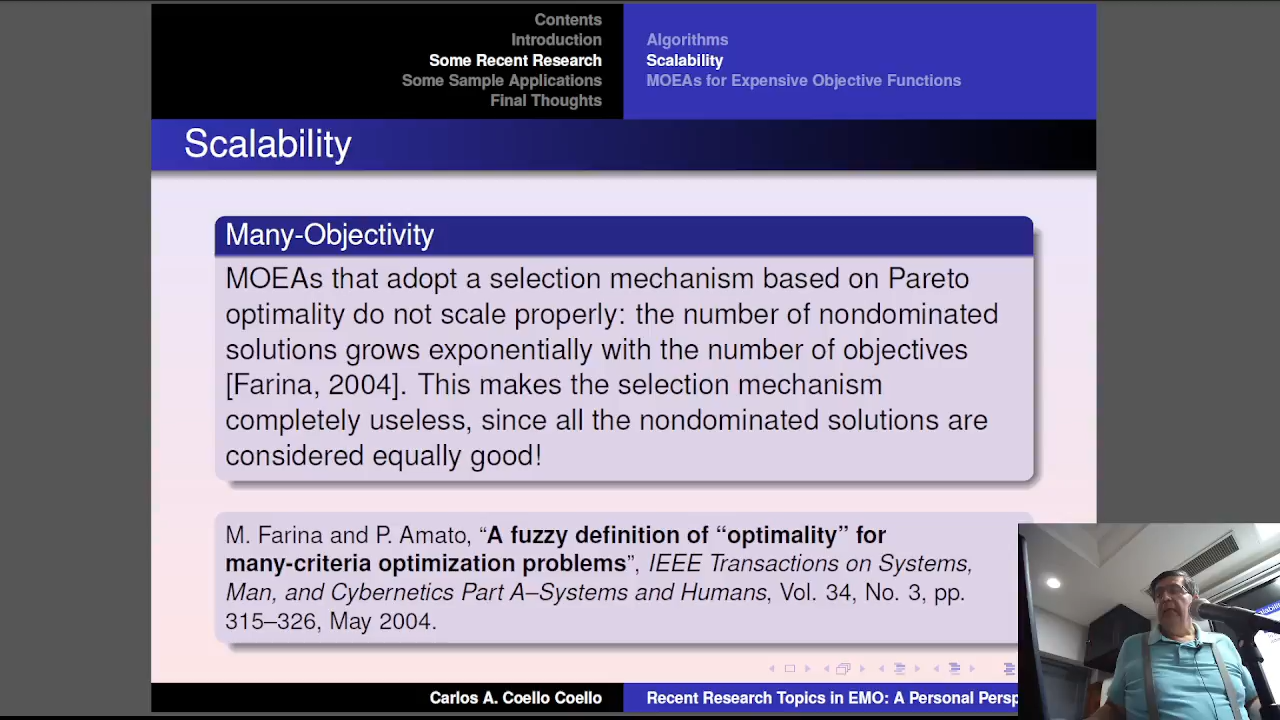 Contents
Introduction
Some Recent Research
Some Sample Applications
Final Thoughts
Algorithms
Scalability
MOEAs for Expensive Objective Functions
Scalability
Many-Objectivity
MOEAs that adopt a selection mechanism based on Pareto
optimality do not scale properly: the number of nondominated
solutions grows exponentially with the number of objectives
[Farina, 2004]. This makes the selection mechanism
completely useless, since all the nondominated solutions are
considered equally good!
M. Farina and P. Amato, “A fuzzy definition of “optimality” for
many-criteria optimization problems”, IEEE Transactions on Systems,
Man, and Cybernetics Part A–Systems and Humans, Vol. 34, No. 3, pp.
315–326, May 2004.
Carlos A. Coello Coello
Recent Research Topics in EMO: A Personal Persp